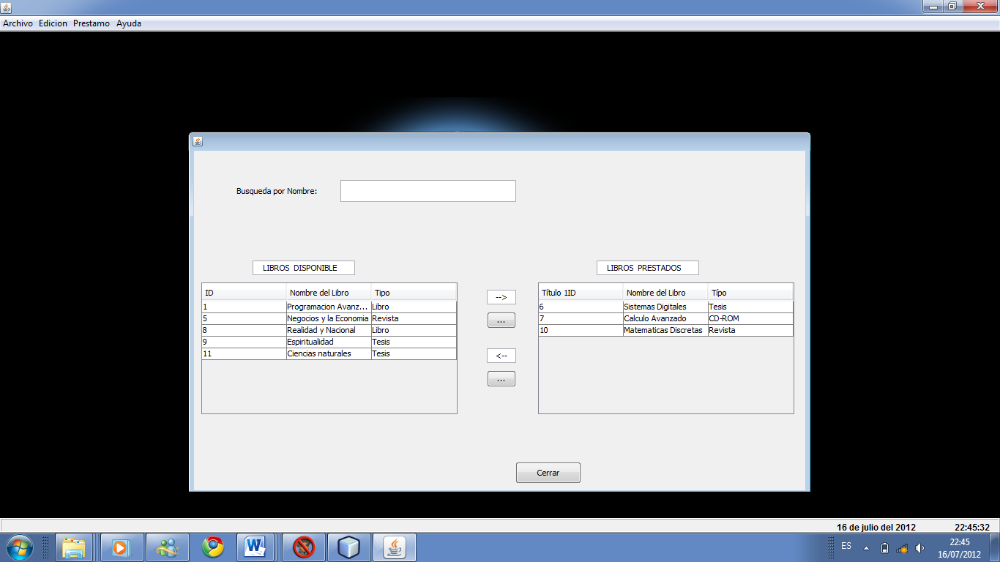 Archivo Edicion Prestamo Ayuda
Busqueda por Nombre:
LIBROS DISPONIBLE
LIBROS PRESTADOS
ID Nombre del Libro Tipo
1 Programacion Avanz... Libro
5 Negocios y la Economia Revista
8 Realidad y Nacional Libro
9 Espiritualidad Tesis
11 Ciencias naturales Tesis
-->
...
<--
...
Título 1ID Nombre del Libro Típo
6 Sistemas Digitales Tesis
7 Calculo Avanzado CD-ROM
10 Matematicas Discretas Revista
Cerrar
16 de julio del 2012 22:45:32
ES
22:45
16/07/2012